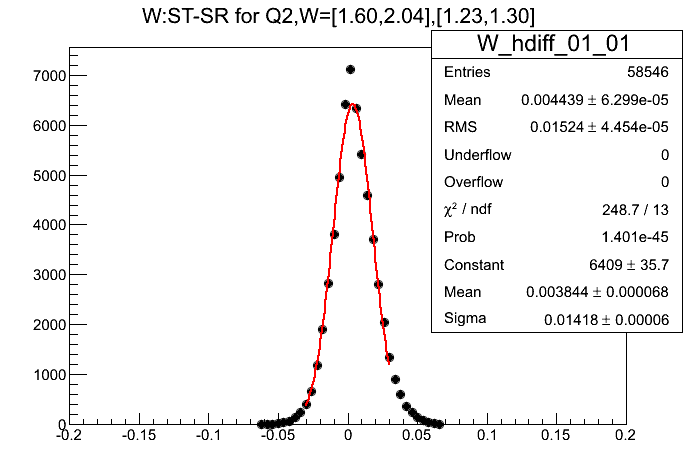 W:ST-SR for Q2,W=[1.60,2.04],[1.23,1.30]
W_hdiff_01_01
Entries 58546
Mean 0.004439 ± 6.299e-05
RMS 0.01524 ± 4.454e-05
Underflow 0
Overflow 0
χ² / ndf 248.7 / 13
Prob 1.401e-45
Constant 6409 ± 35.7
Mean 0.003844 ± 0.000068
Sigma 0.01418 ± 0.00006
7000
6000
5000
4000
3000
2000
1000
0
-0.2 -0.15 -0.1 -0.05 0 0.05 0.1 0.15 0.2